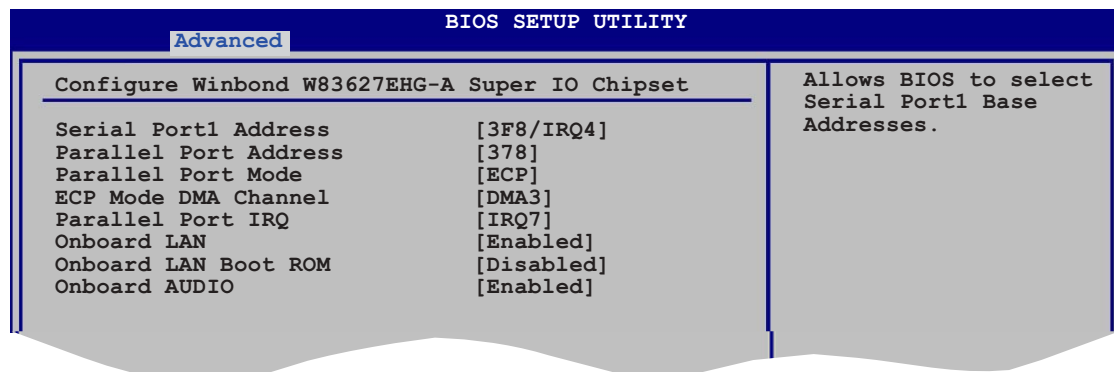 BIOS SETUP UTILITY
Advanced
Configure Winbond W83627EHG-A Super IO Chipset
Serial Port1 Address [3F8/IRQ4]
Parallel Port Address [378]
Parallel Port Mode [ECP]
ECP Mode DMA Channel [DMA3]
Parallel Port IRQ [IRQ7]
Onboard LAN [Enabled]
Onboard LAN Boot ROM [Disabled]
Onboard AUDIO [Enabled]
Allows BIOS to select
Serial Port1 Base
Addresses.